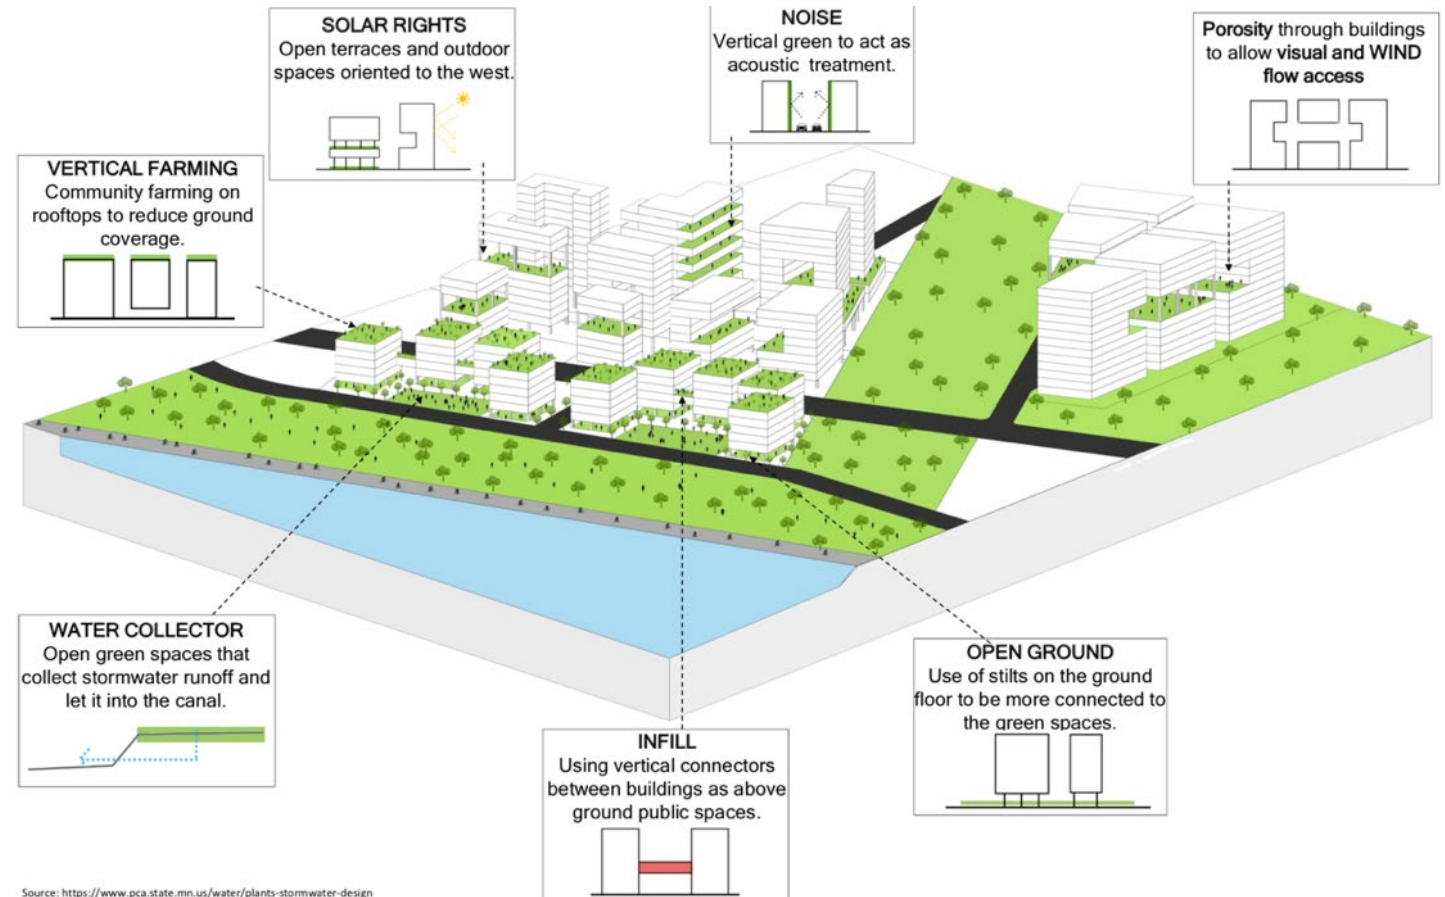 SOLAR RIGHTS
Open terraces and outdoor
spaces oriented to the west.
NOISE
Vertical green to act as
acoustic treatment.
Porosity through buildings
to allow visual and WIND
flow access
VERTICAL FARMING
Community farming on
rooftops to reduce ground
coverage.
WATER COLLECTOR
Open green spaces that
collect stormwater runoff and
let it into the canal.
INFILL
Using vertical connectors
between buildings as above
ground public spaces.
OPEN GROUND
Use of stilts on the ground
floor to be more connected to
the green spaces.
Source: https://www.pca.state.mn.us/water/plants-stormwater-design